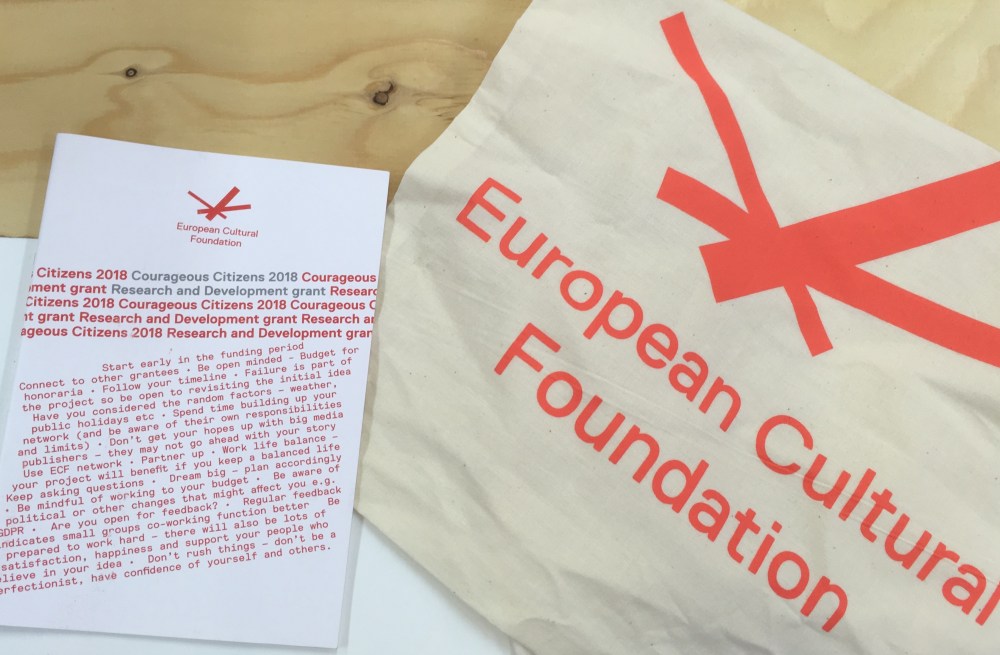 European Cultural
Foundation
Citizens 2018 Courageous Citizens 2018 Courageous
ment grant Research and Development grant Researc
Citizens 2018 Courageous Citizens 2018 Courageous C
nt grant Research and Development grant Research a
ageous Citizens 2018 Research and Development gran
Start early in the funding period
Connect to other grantees • Be open minded – Budget for
honoraria • Follow your timeline • Failure is part of
the project so be open to revisiting the initial idea
Have you considered the random factors – weather,
public holidays etc • Spend time building up your
network (and be aware of their own responsibilities
and limits) • Don't get your hopes up with big media
publishers – they may not go ahead with your story
Use ECF network • Partner up • Work life balance –
your project will benefit if you keep a balanced life
Keep asking questions • Dream big – plan accordingly
• Be mindful of working to your budget • Be aware of
political or other changes that might affect you e.g.
GDPR • Are you open for feedback? • Regular feedback
indicates small groups co-working function better Be
prepared to work hard – there will also be lots of
satisfaction, happiness and support your people who
elieve in your idea • Don't rush things – don't be a
erfectionist, have confidence of yourself and others.
European Cultural
Foundation